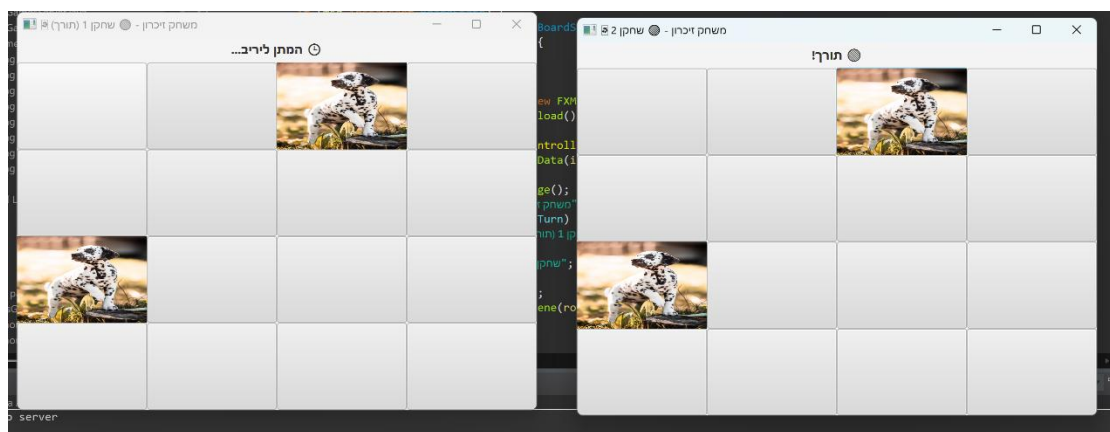 משחק זיכרון - שחקן 1 (תורך)
המתן ליריב...
משחק זיכרון - שחקן 2
תורך!
BoardS
{
ew FXM
load()
ntroll
Data(i
ge();
"משחק ז
Turn)
קן 1 (תור
שחקן";
;
ene(ro
server